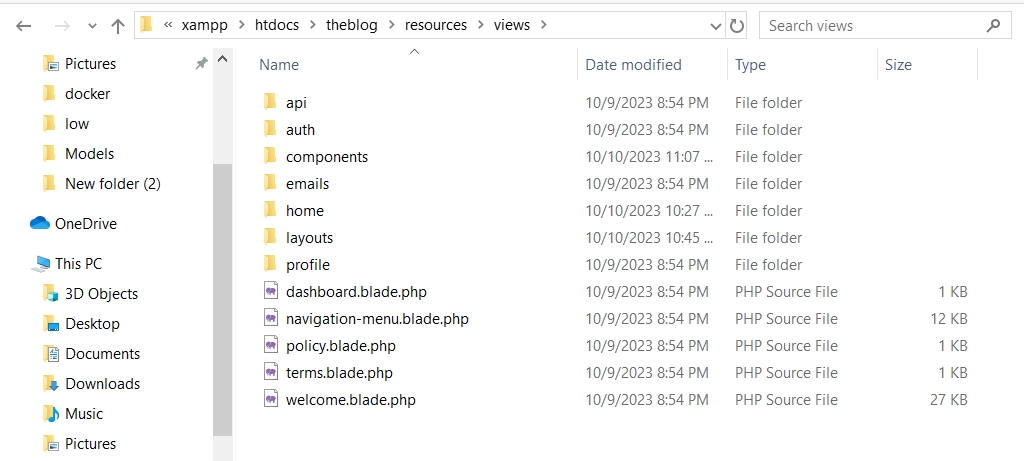 « xampp > htdocs > theblog > resources > views >
Search views
Pictures
docker
low
Models
New folder (2)
OneDrive
This PC
3D Objects
Desktop
Documents
Downloads
Music
Pictures
Name Date modified Type Size
api 10/9/2023 8:54 PM File folder
auth 10/9/2023 8:54 PM File folder
components 10/10/2023 11:07 ... File folder
emails 10/9/2023 8:54 PM File folder
home 10/10/2023 10:27 ... File folder
layouts 10/10/2023 10:45 ... File folder
profile 10/9/2023 8:54 PM File folder
dashboard.blade.php 10/9/2023 8:54 PM PHP Source File 1 KB
navigation-menu.blade.php 10/9/2023 8:54 PM PHP Source File 12 KB
policy.blade.php 10/9/2023 8:54 PM PHP Source File 1 KB
terms.blade.php 10/9/2023 8:54 PM PHP Source File 1 KB
welcome.blade.php 10/9/2023 8:54 PM PHP Source File 27 KB